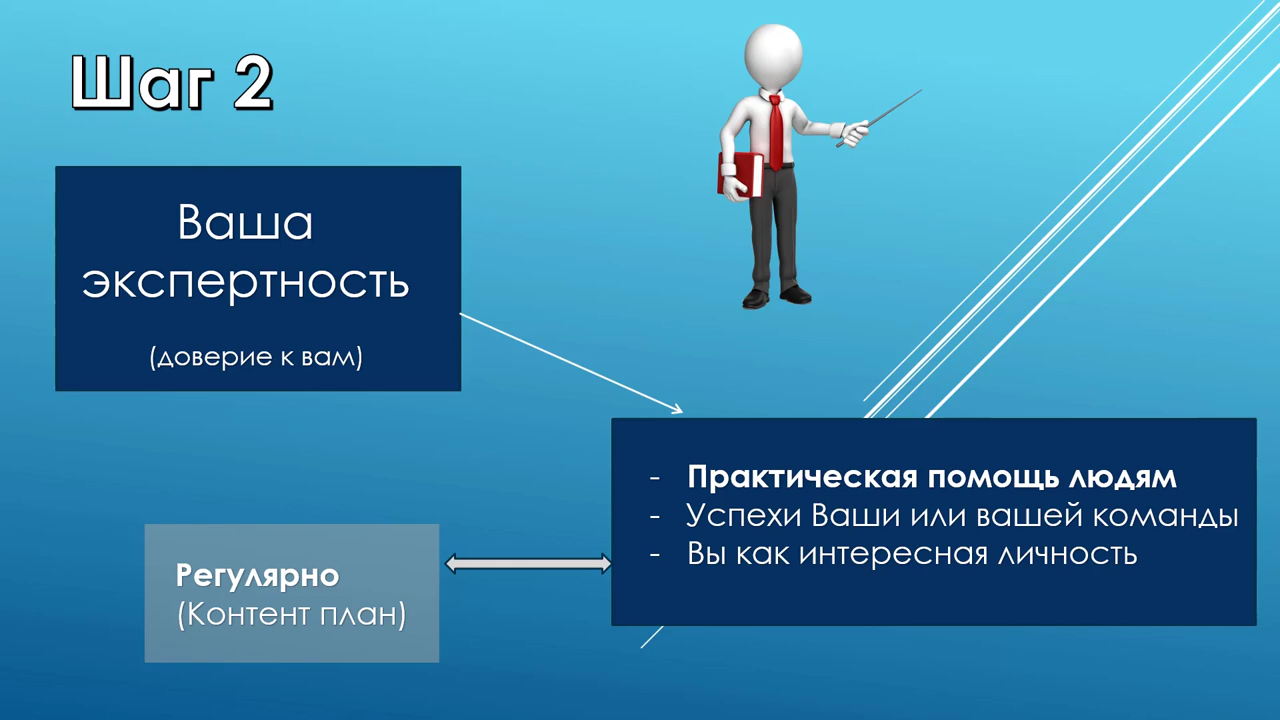 Шаг 2
Ваша
экспертность
(доверие к вам)
- Практическая помощь людям
- Успехи Ваши или вашей команды
- Вы как интересная личность
Регулярно
(Контент план)